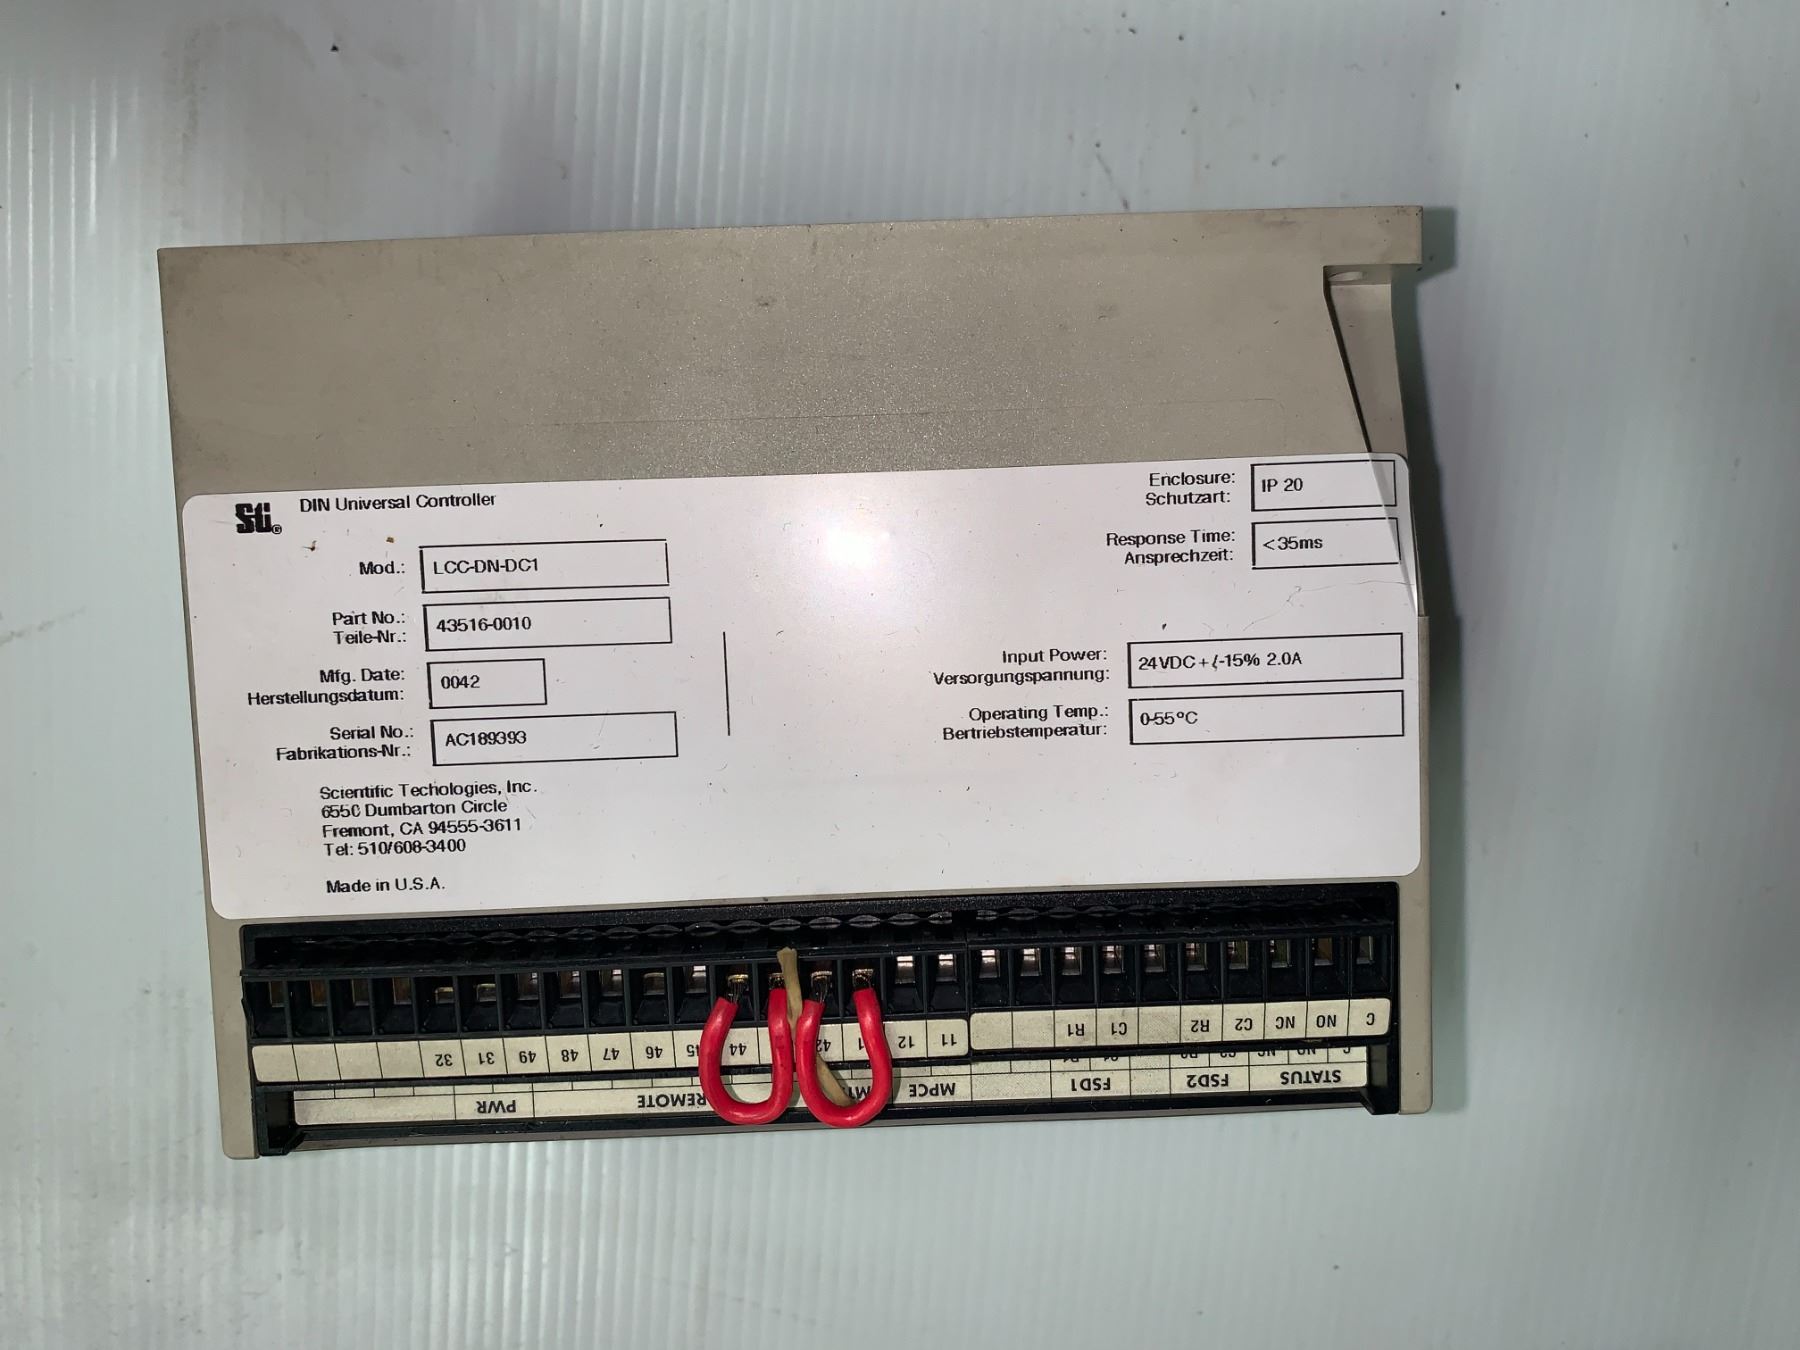 Sti® DIN Universal Controller
Mod.: LCC-DN-DC1
Part No.: 43516-0010
Teile-Nr.:
Mfg. Date: 0042
Herstellungsdatum:
Serial No.: AC189393
Fabrikations-Nr.:
Scientific Techologies, Inc.
6550 Dumbarton Circle
Fremont, CA 94555-3611
Tel: 510/608-3400
Made in U.S.A.
Enclosure: IP 20
Schutzart:
Response Time: <35ms
Ansprechzeit:
Input Power: 24VDC +/-15% 2.0A
Versorgungspannung:
Operating Temp.: 0-55°C
Bertriebstemperatur:
32 31 49 48 47 46 44 12 11 R1 C1 R2 C2 NC NO C
PWR REMOTE MPCE FSD1 FSD2 STATUS